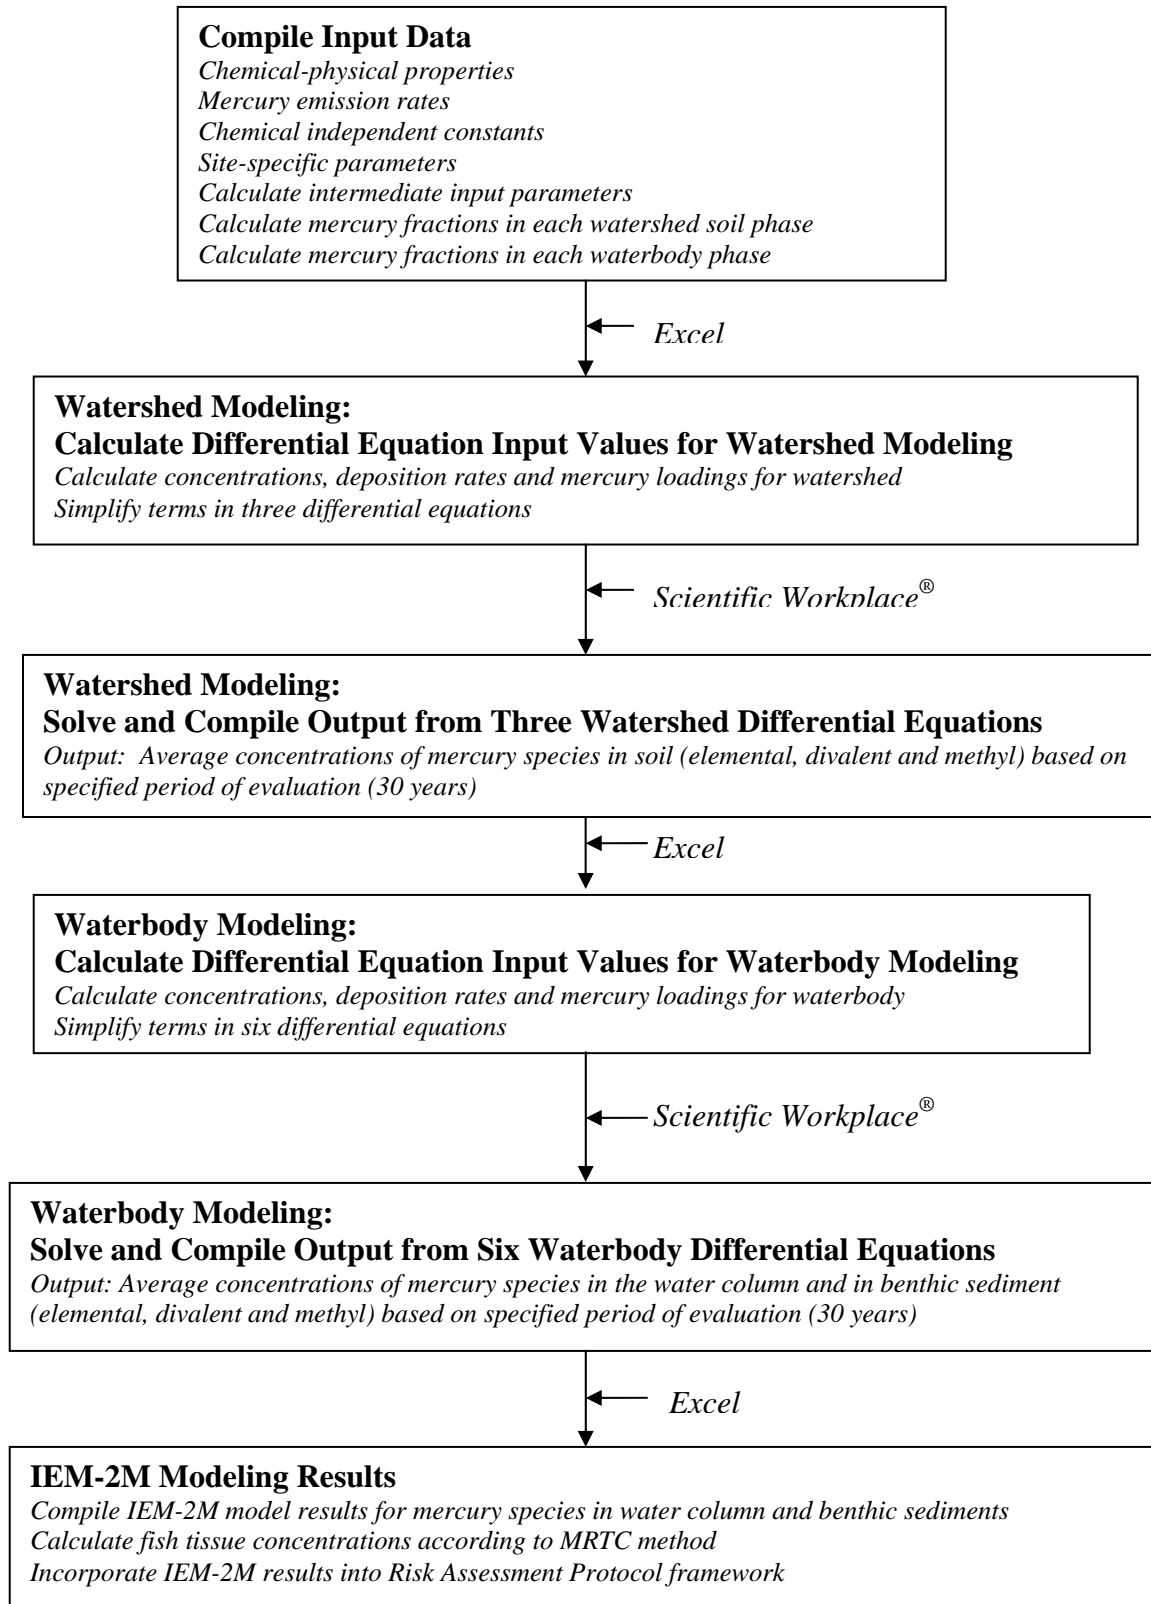 Compile Input Data
Chemical-physical properties
Mercury emission rates
Chemical independent constants
Site-specific parameters
Calculate intermediate input parameters
Calculate mercury fractions in each watershed soil phase
Calculate mercury fractions in each waterbody phase
Excel
Watershed Modeling:
Calculate Differential Equation Input Values for Watershed Modeling
Calculate concentrations, deposition rates and mercury loadings for watershed
Simplify terms in three differential equations
Scientific Workplace®
Watershed Modeling:
Solve and Compile Output from Three Watershed Differential Equations
Output:  Average concentrations of mercury species in soil (elemental, divalent and methyl) based on
specified period of evaluation (30 years)
Excel
Waterbody Modeling:
Calculate Differential Equation Input Values for Waterbody Modeling
Calculate concentrations, deposition rates and mercury loadings for waterbody
Simplify terms in six differential equations
Scientific Workplace®
Waterbody Modeling:
Solve and Compile Output from Six Waterbody Differential Equations
Output: Average concentrations of mercury species in the water column and in benthic sediment
(elemental, divalent and methyl) based on specified period of evaluation (30 years)
Excel
IEM-2M Modeling Results
Compile IEM-2M model results for mercury species in water column and benthic sediments
Calculate fish tissue concentrations according to MRTC method
Incorporate IEM-2M results into Risk Assessment Protocol framework